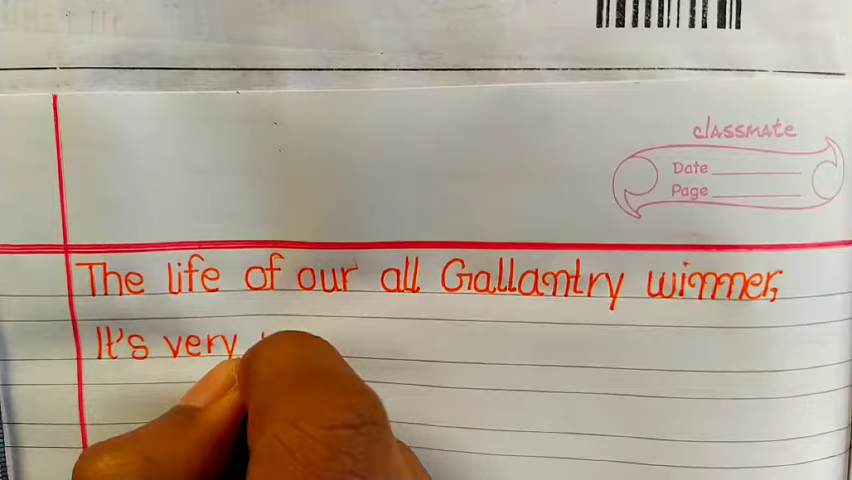 classmate
Date
Page
The life of our all Gallantry winner,
It's very